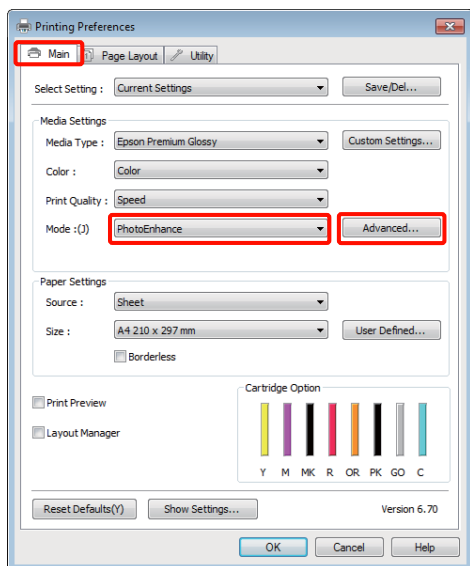 Printing Preferences
Main Page Layout Utility
Select Setting : Current Settings Save/Del...
Media Settings
Media Type : Epson Premium Glossy Custom Settings...
Color : Color
Print Quality : Speed
Mode :(J) PhotoEnhance Advanced...
Paper Settings
Source : Sheet
Size : A4 210 x 297 mm User Defined...
Borderless
Print Preview
Layout Manager
Cartridge Option
Y M MK R OR PK GO C
Reset Defaults(Y) Show Settings... Version 6.70
OK Cancel Help